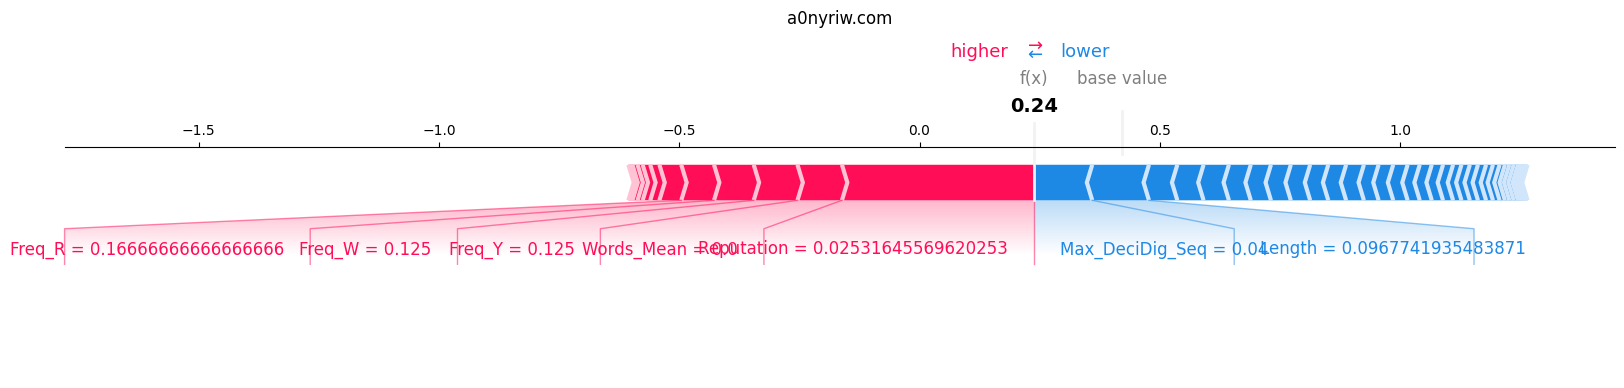 a0nyriw.com
higher ⇄ lower
f(x) base value
0.24
−1.5 −1.0 −0.5 0.0 0.5 1.0
Freq_R = 0.16666666666666666 Freq_W = 0.125 Freq_Y = 0.125 Words_Mean = 0.0 Reputation = 0.02531645569620253 Max_DeciDig_Seq = 0.04 Length = 0.0967741935483871